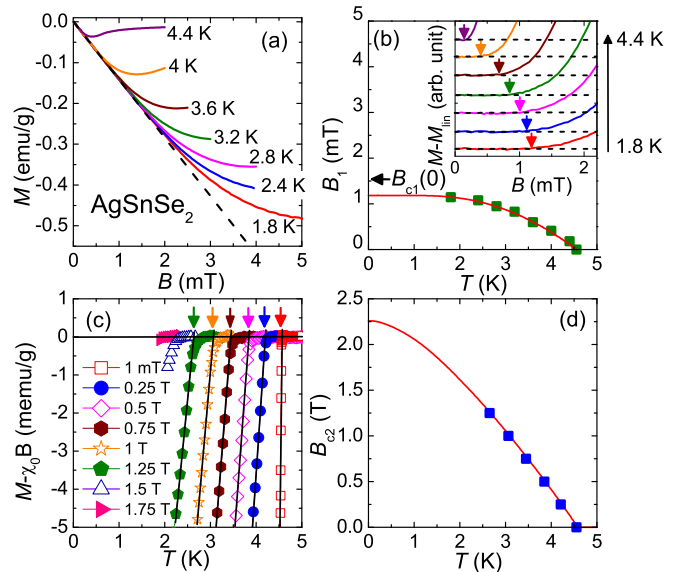 (a)
4.4 K
4 K
3.6 K
3.2 K
2.8 K
2.4 K
1.8 K
AgSnSe2
0.0
-0.1
-0.2
-0.3
-0.4
-0.5
M (emu/g)
0 1 2 3 4 5
B (mT)
(b)
M-Mlin (arb. unit)
4.4 K
1.8 K
0 1 2
B (mT)
Bc1(0)
5
4
3
2
1
0
B1 (mT)
0 1 2 3 4 5
T (K)
(c)
1 mT
0.25 T
0.5 T
0.75 T
1 T
1.25 T
1.5 T
1.75 T
1
0
-1
-2
-3
-4
-5
M-χ0B (memu/g)
0 1 2 3 4 5
T (K)
(d)
2.5
2.0
1.5
1.0
0.5
0.0
Bc2 (T)
0 1 2 3 4 5
T (K)